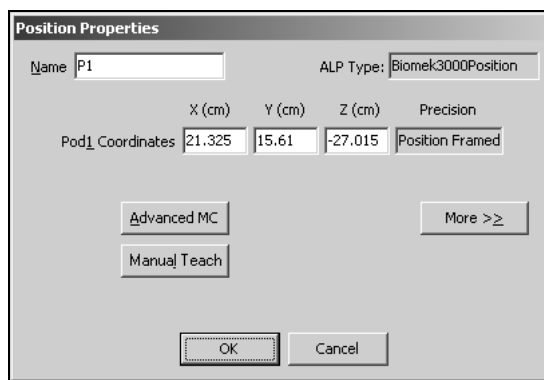 Position Properties
Name P1 ALP Type: Biomek3000Position
X (cm) Y (cm) Z (cm) Precision
Pod1 Coordinates 21.325 15.61 -27.015 Position Framed
Advanced MC More >>
Manual Teach
OK Cancel